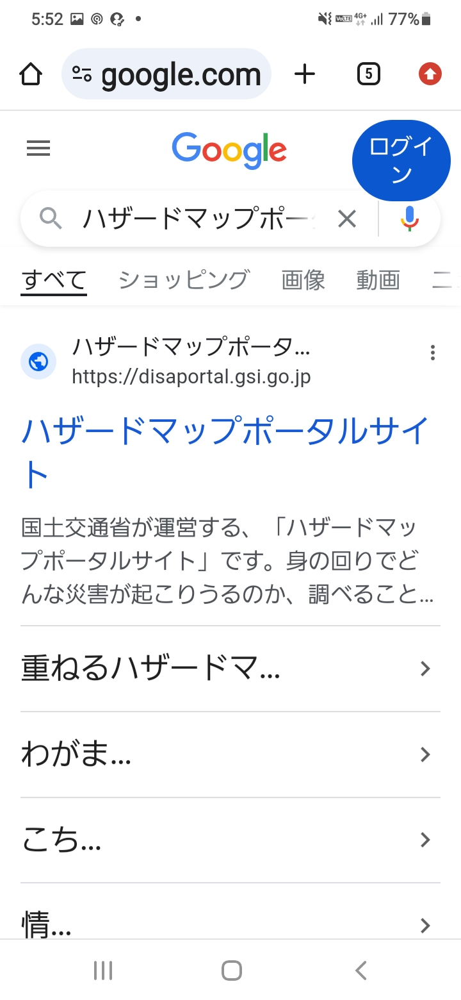 5:52
VoLTE 4G+ 77%
google.com
5
Google
ログイ
ン
ハザードマップポー
すべて ショッピング 画像 動画
ハザードマップポータ...
https://disaportal.gsi.go.jp
ハザードマップポータルサイ
ト
国土交通省が運営する、「ハザードマッ
プポータルサイト」です。身の回りでど
んな災害が起こりうるのか、調べること...
重ねるハザードマ...
わがま...
こち...
情...